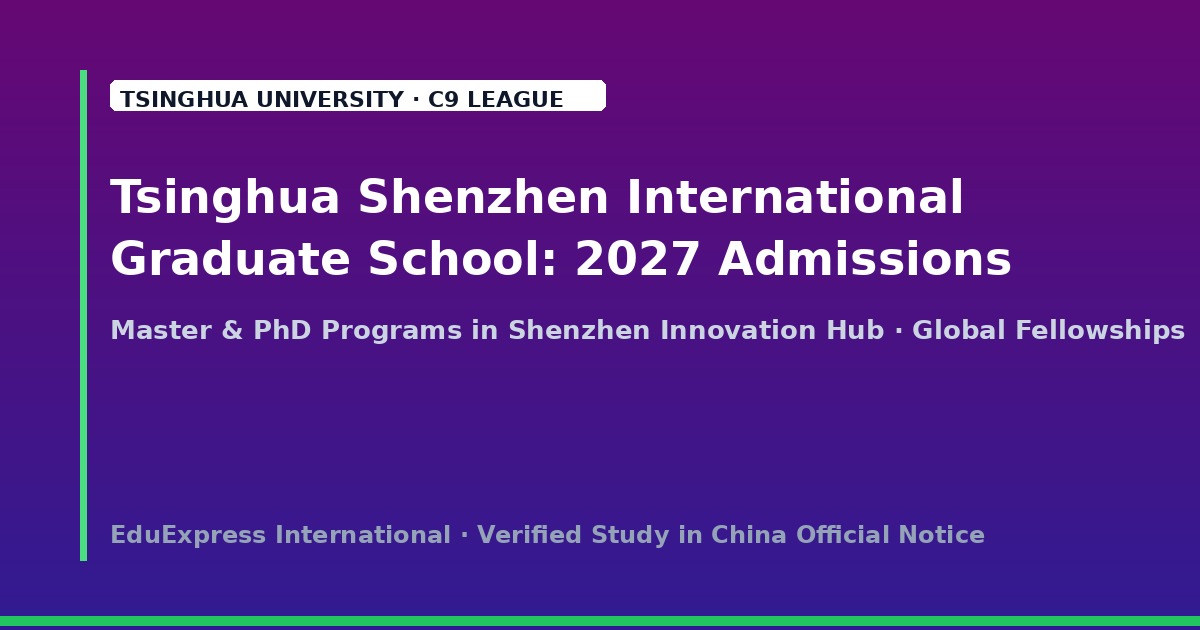 TSINGHUA UNIVERSITY · C9 LEAGUE
Tsinghua Shenzhen International
Graduate School: 2027 Admissions
Master & PhD Programs in Shenzhen Innovation Hub · Global Fellowships
EduExpress International · Verified Study in China Official Notice